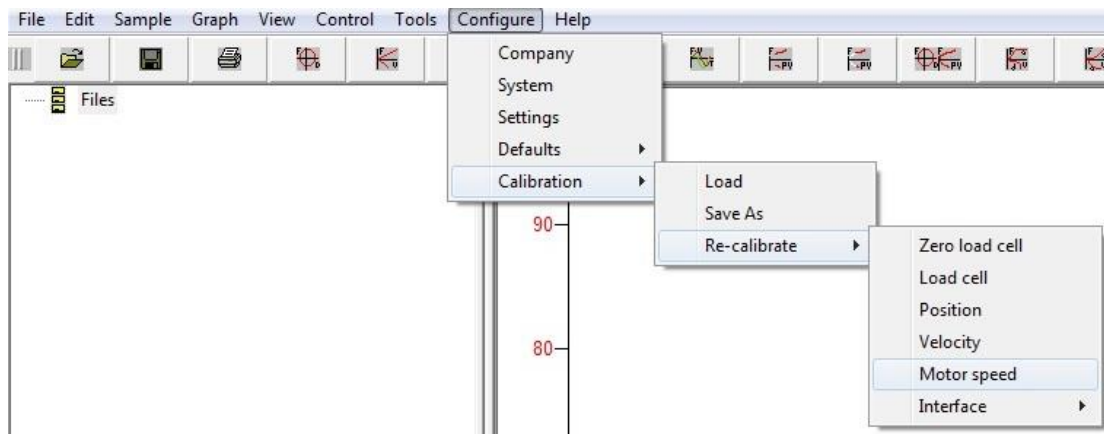 File Edit Sample Graph View Control Tools Configure Help
Files
Company
System
Settings
Defaults
Calibration
Load
Save As
Re-calibrate
Zero load cell
Load cell
Position
Velocity
Motor speed
Interface
90
80